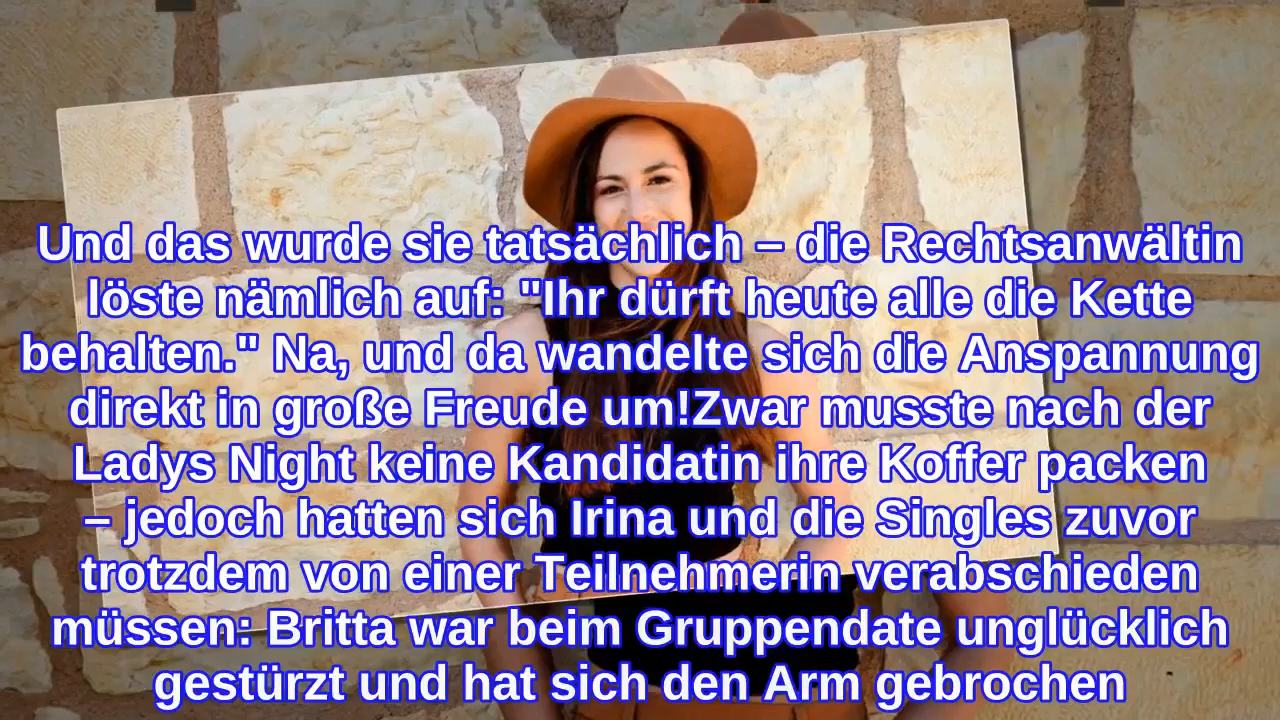 Und das wurde sie tatsächlich – die Rechtsanwältin
löste nämlich auf: "Ihr dürft heute alle die Kette
behalten." Na, und da wandelte sich die Anspannung
direkt in große Freude um!Zwar musste nach der
Ladys Night keine Kandidatin ihre Koffer packen
– jedoch hatten sich Irina und die Singles zuvor
trotzdem von einer Teilnehmerin verabschieden
müssen: Britta war beim Gruppendate unglücklich
gestürzt und hat sich den Arm gebrochen